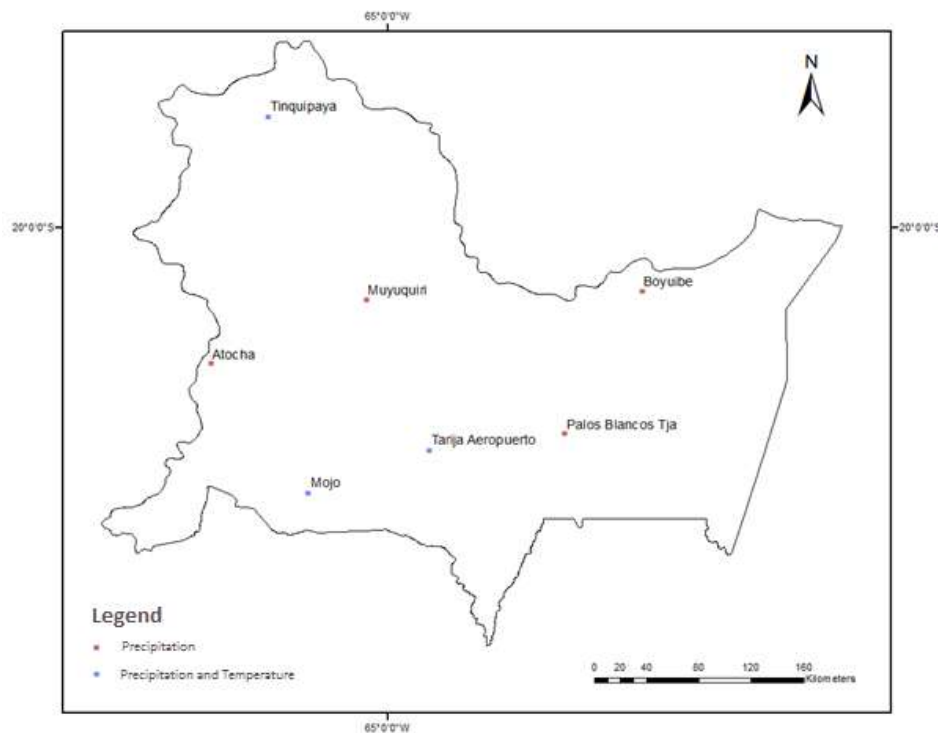 65°0'0"W
N
Tinquipaya
20°0'0"S
20°0'0"S
Boyuibe
Muyuquiri
Atocha
Palos Blancos Tja
Tarija Aeropuerto
Mojo
Legend
Precipitation
Precipitation and Temperature
0 20 40 80 120 160
Kilometers
65°0'0"W